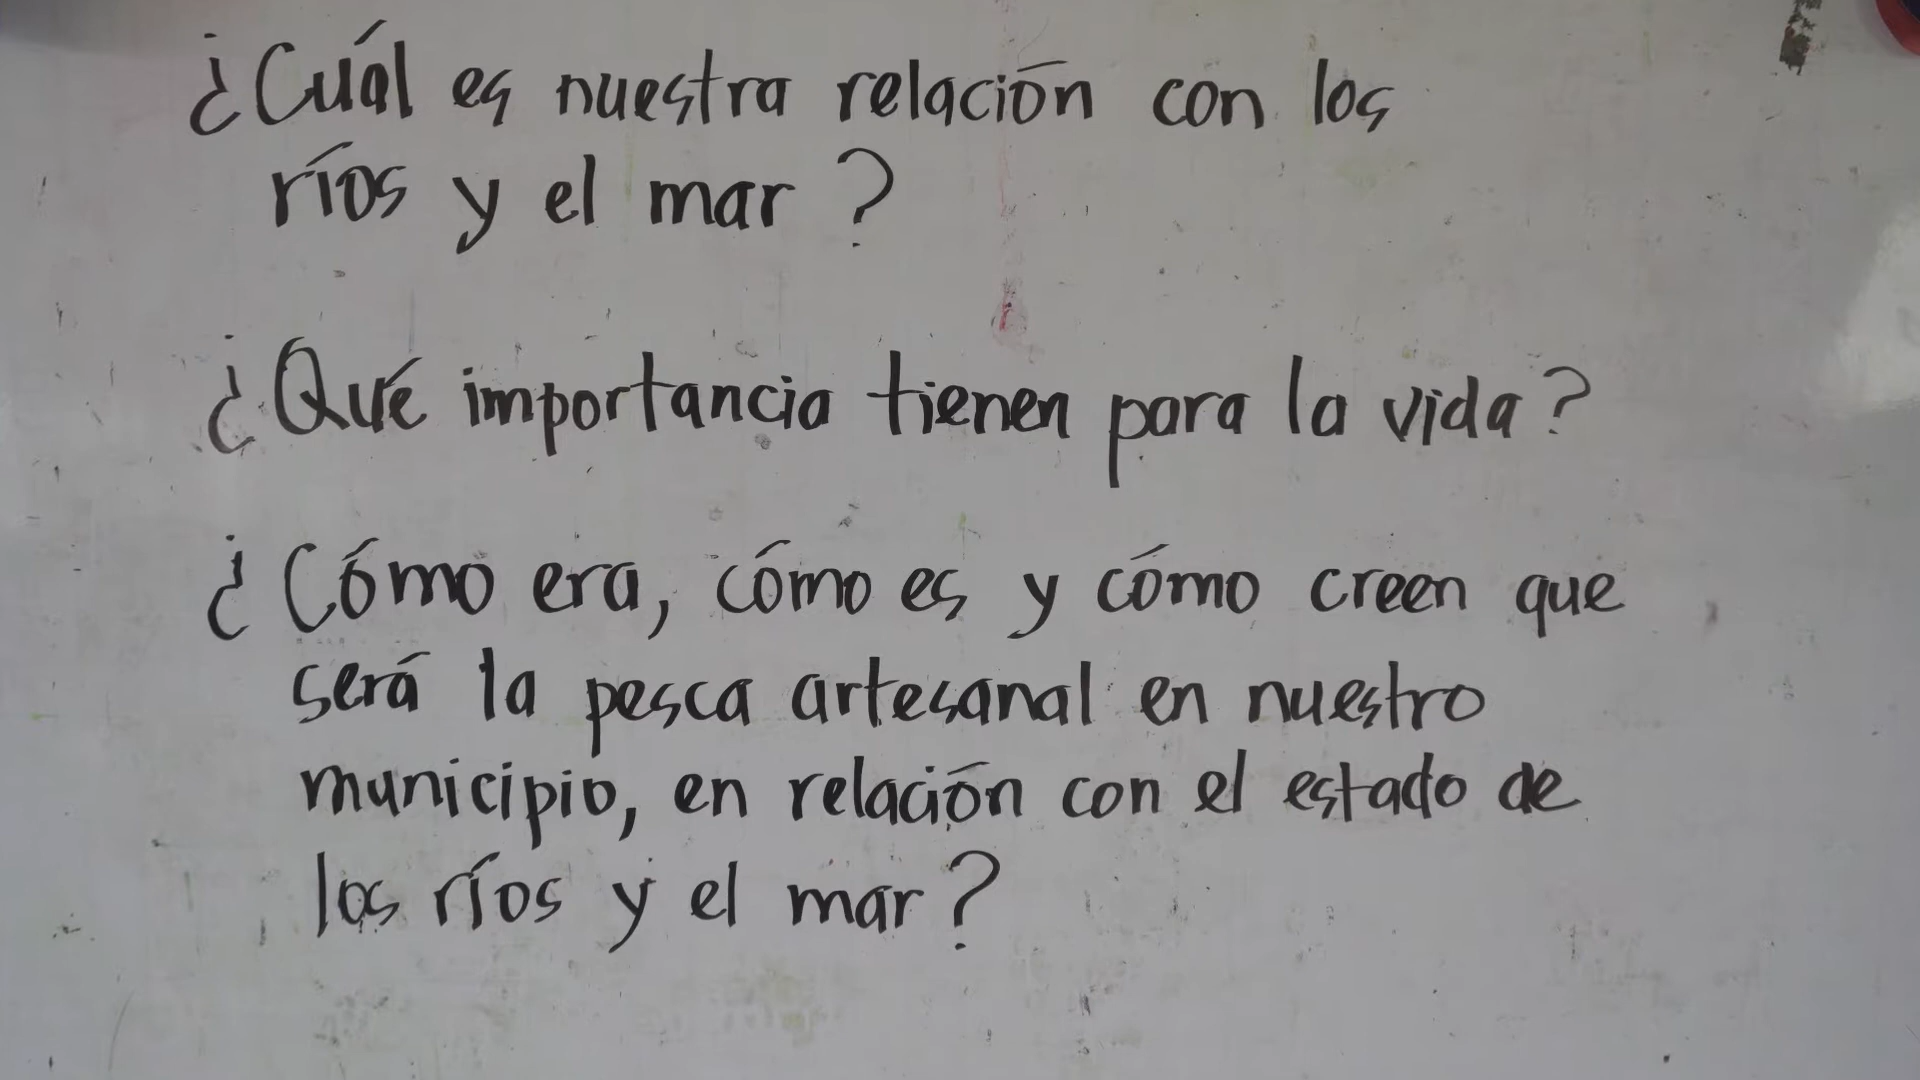 ¿Cuál es nuestra relación con los
ríos y el mar?
¿Qué importancia tienen para la vida?
¿Cómo era, cómo es y cómo creen que
será la pesca artesanal en nuestro
municipio, en relación con el estado de
los ríos y el mar?